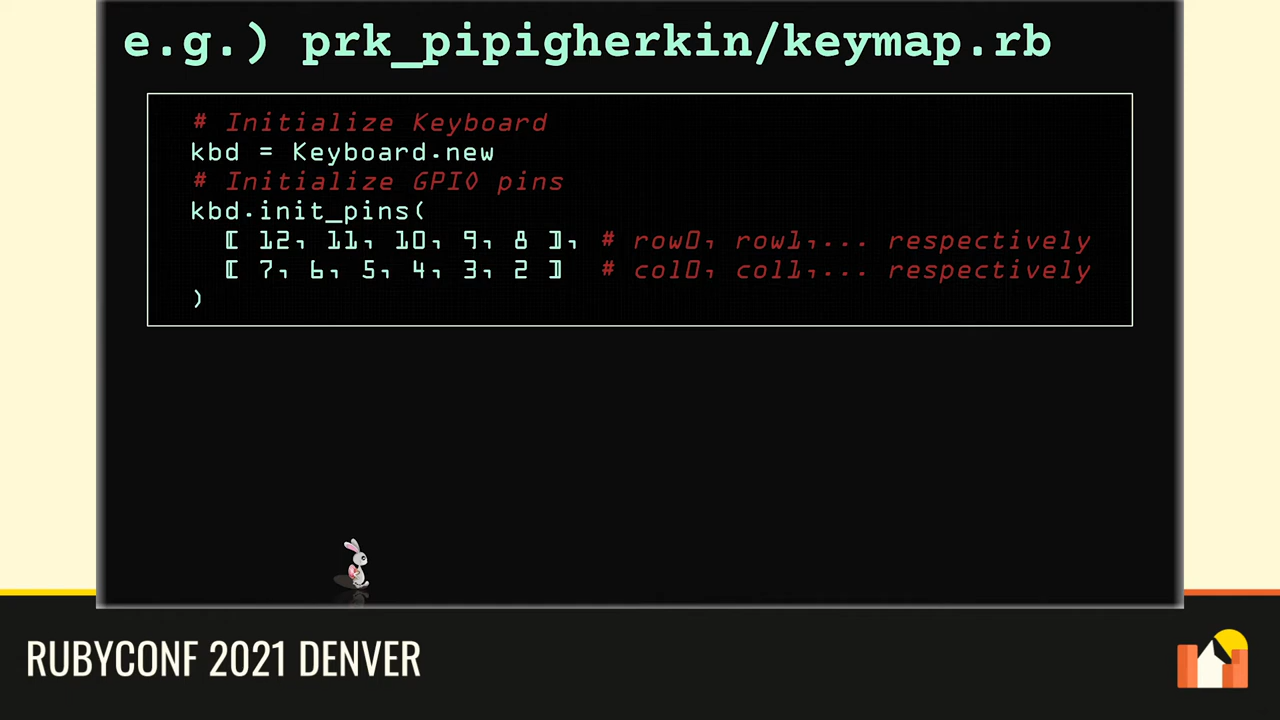 e.g.) prk_pipigherkin/keymap.rb
# Initialize Keyboard
kbd = Keyboard.new
# Initialize GPIO pins
kbd.init_pins(
[ 12, 11, 10, 9, 8 ], # row0, row1,... respectively
[ 7, 6, 5, 4, 3, 2 ] # col0, col1,... respectively
)
RUBYCONF 2021 DENVER